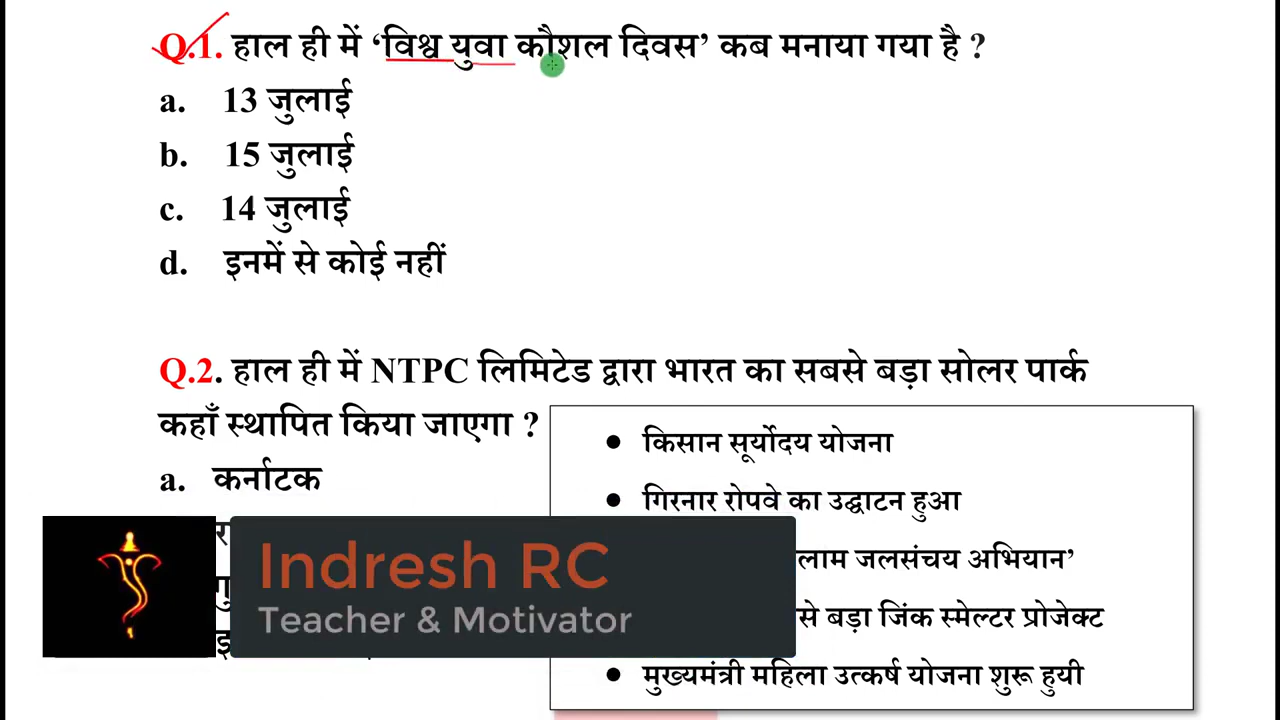 Q.1. हाल ही में ‘विश्व युवा कौशल दिवस’ कब मनाया गया है ?
a. 13 जुलाई
b. 15 जुलाई
c. 14 जुलाई
d. इनमें से कोई नहीं
Q.2. हाल ही में NTPC लिमिटेड द्वारा भारत का सबसे बड़ा सोलर पार्क
कहाँ स्थापित किया जाएगा ?
a. कर्नाटक
• किसान सूर्योदय योजना
• गिरनार रोपवे का उद्घाटन हुआ
लाम जलसंचय अभियान’
से बड़ा जिंक स्मेल्टर प्रोजेक्ट
• मुख्यमंत्री महिला उत्कर्ष योजना शुरू हुयी
Indresh RC
Teacher & Motivator